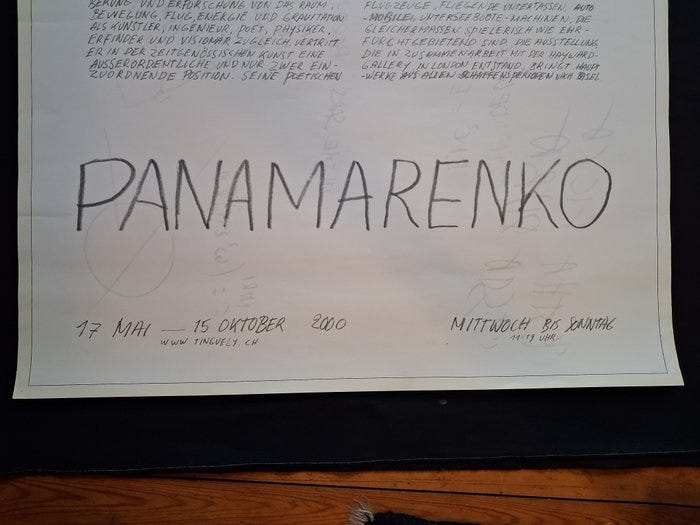 BERUNG UND ERFORSCHUNG VON DAS RAUM,
BEWELUNG, FLUG, ENERGIE UND GRAVITATION
ALS KÜNSTLER, INGENIEUR, POET, PHYSIKER,
ERFINDER UND VISIONÄR ZUGLEICH, VERTRITT
ER IN DER ZEITGENÖSSISCHEN KUNST EINE
AUSSERORDENTLICHE UND NUR ZWER EIN-
ZUORDNENDE POSITION. SEINE POETISCHEN
FLUGZEUGE, FLIEGENDE UNTERTASSEN, AUTO
-MOBILE, UNTERSEEBOOTE-MACHINEN, DIE
GLEICHERMASSEN SPIELERISCH WIE EHR-
FURCHTGEBIETEND SIND. DIE AUSSTELLUNG,
DIE IN ZUSAMMENARBEIT MIT DER HAYWARD-
GALLERY IN LONDON ENTSTAND, BRINGT HAUPT
-WERKE AUS ALLEN SCHAFFENSPERIODEN NACH BASEL
PANAMARENKO
17 MAI — 15 OKTOBER 2000
WWW TINGUELY.CH
MITTWOCH BIS SONNTAG
11-19 UHR.